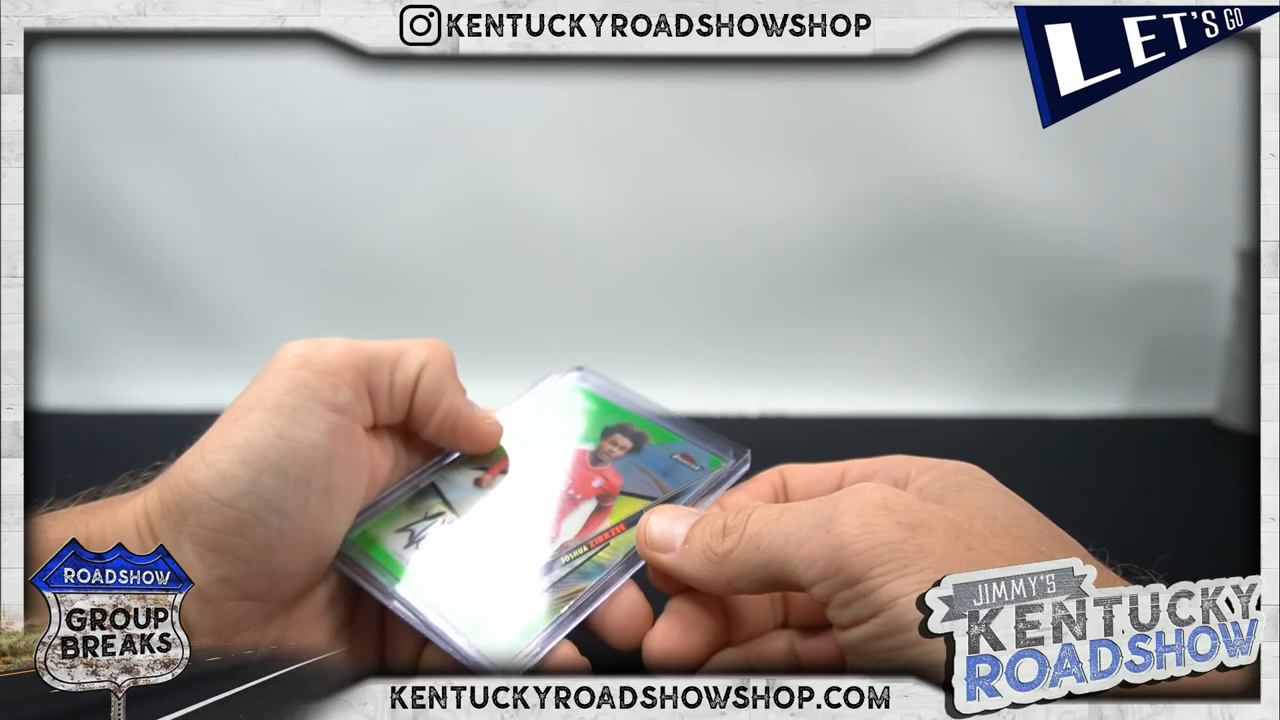 KENTUCKYROADSHOWSHOP
LET'S GO
JOSHUA ZIRKZEE
ROADSHOW
GROUP
BREAKS
JIMMY'S
KENTUCKY
ROADSHOW
KENTUCKYROADSHOWSHOP.COM